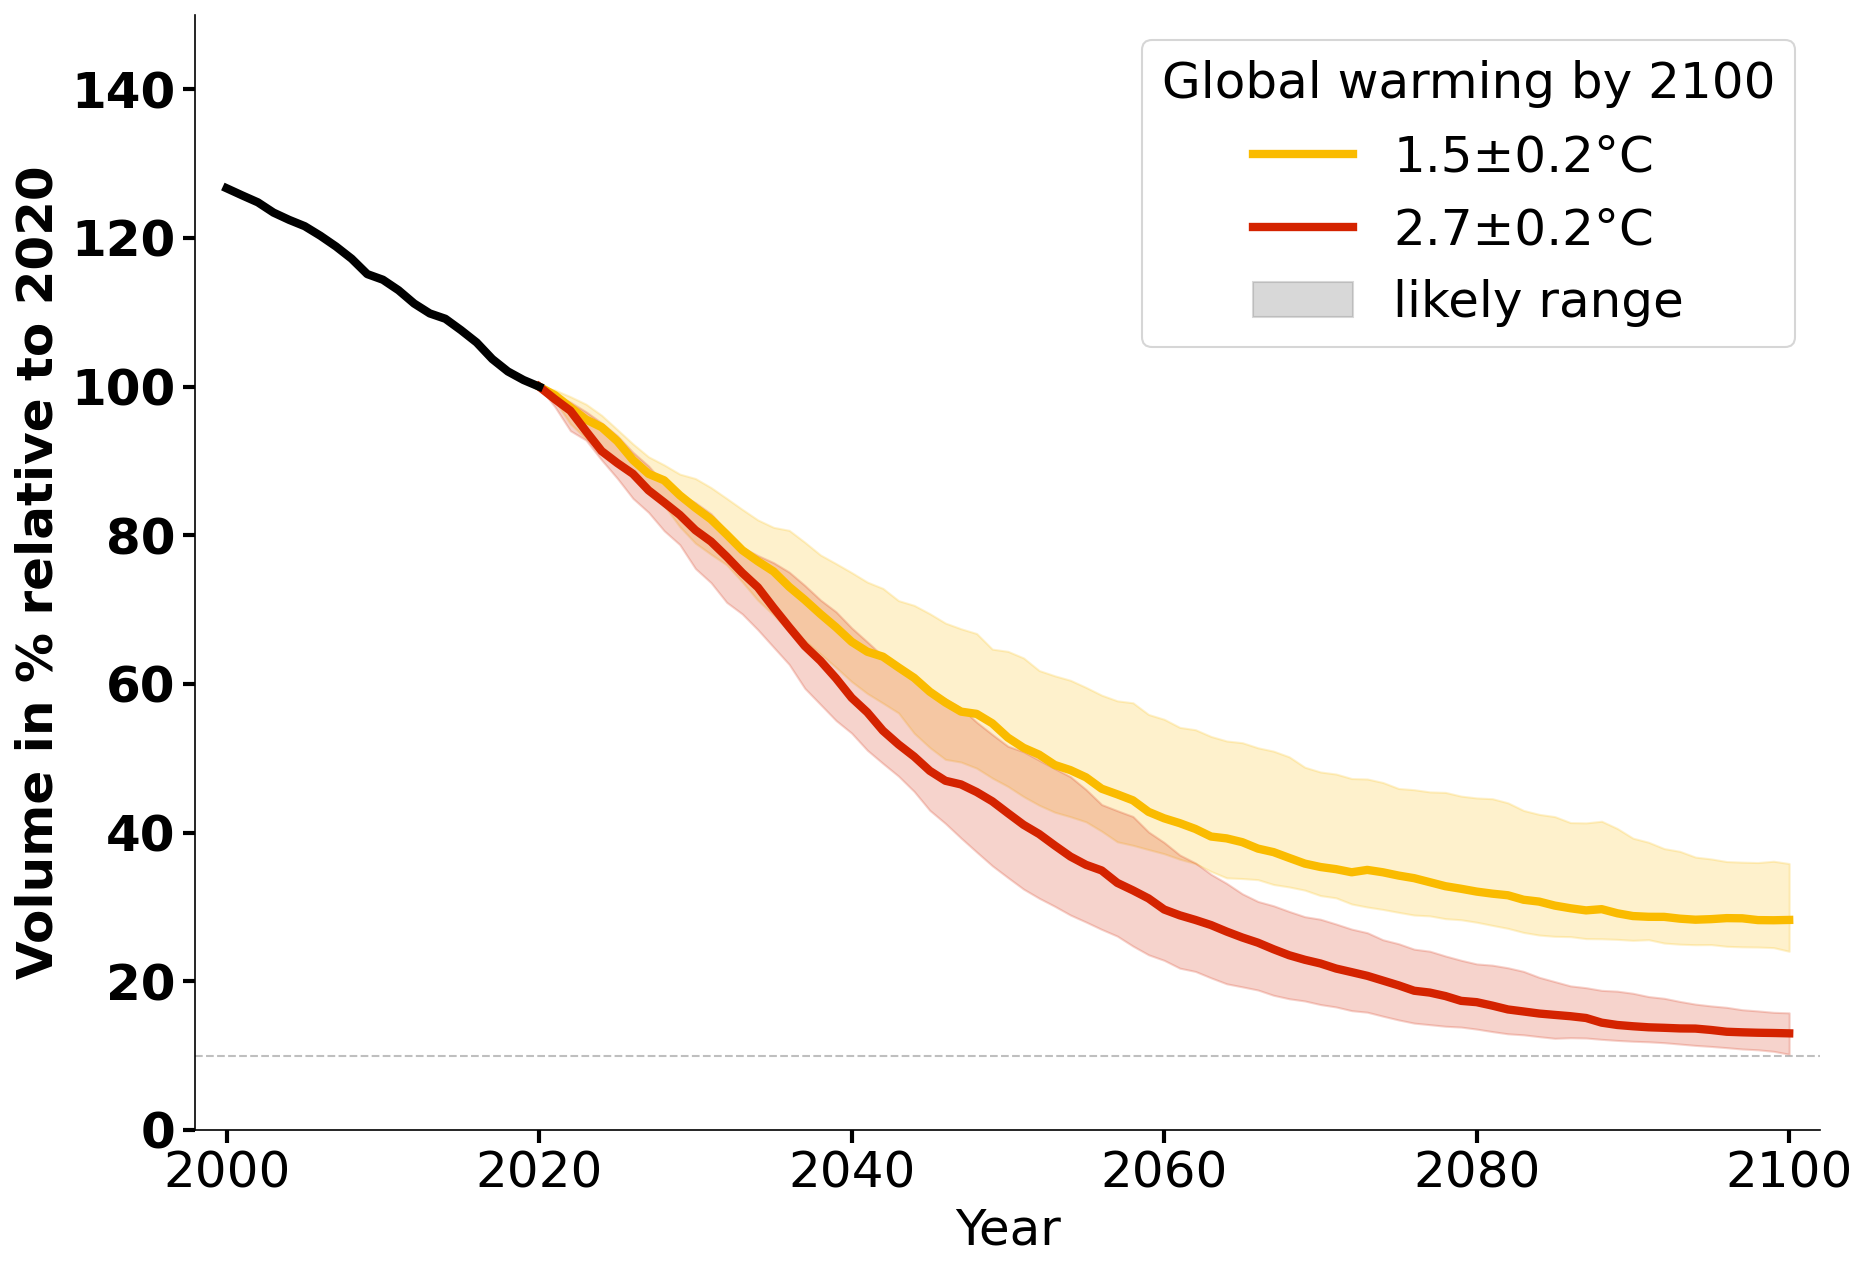 Volume in % relative to 2020
140
120
100
80
60
40
20
0
Global warming by 2100
1.5±0.2°C
2.7±0.2°C
likely range
2000 2020 2040 2060 2080 2100
Year